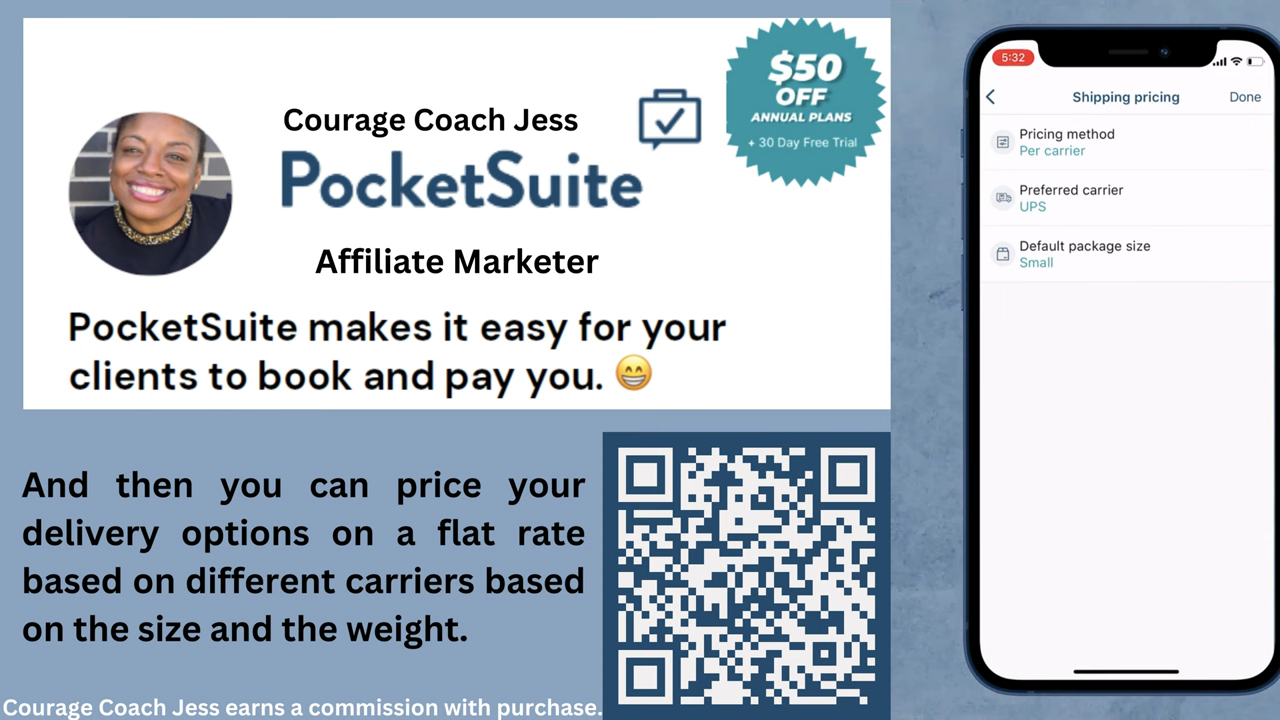 Courage Coach Jess
PocketSuite
Affiliate Marketer
$50
OFF
ANNUAL PLANS
+ 30 Day Free Trial
PocketSuite makes it easy for your
clients to book and pay you. 😁
And then you can price your
delivery options on a flat rate
based on different carriers based
on the size and the weight.
Courage Coach Jess earns a commission with purchase.
5:32
Shipping pricing
Done
Pricing method
Per carrier
Preferred carrier
UPS
Default package size
Small